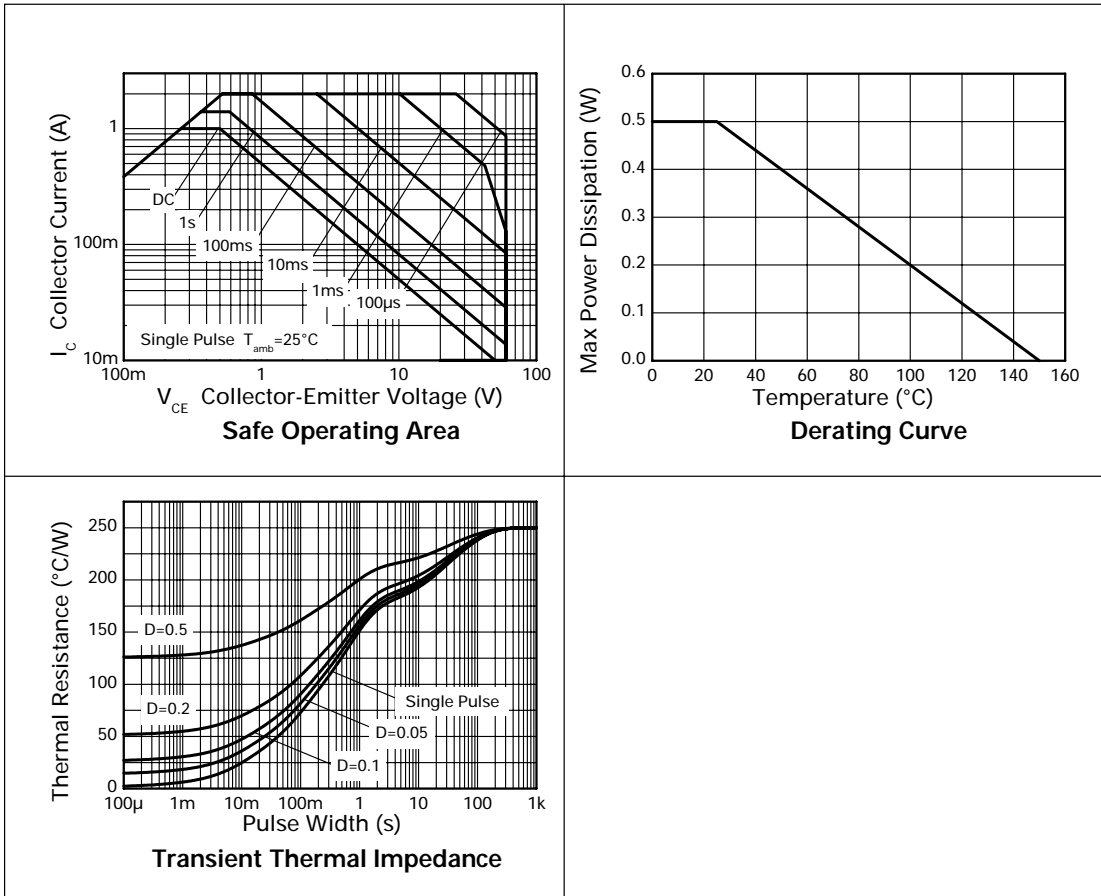 I_C Collector Current (A)
1
100m
10m
DC
1s
100ms
10ms
1ms
100µs
Single Pulse T_amb=25°C
100m 1 10 100
V_CE Collector-Emitter Voltage (V)
Safe Operating Area
Max Power Dissipation (W)
0.6
0.5
0.4
0.3
0.2
0.1
0.0
0 20 40 60 80 100 120 140 160
Temperature (°C)
Derating Curve
Thermal Resistance (°C/W)
250
200
150
100
50
0
D=0.5
D=0.2
Single Pulse
D=0.05
D=0.1
100µ 1m 10m 100m 1 10 100 1k
Pulse Width (s)
Transient Thermal Impedance